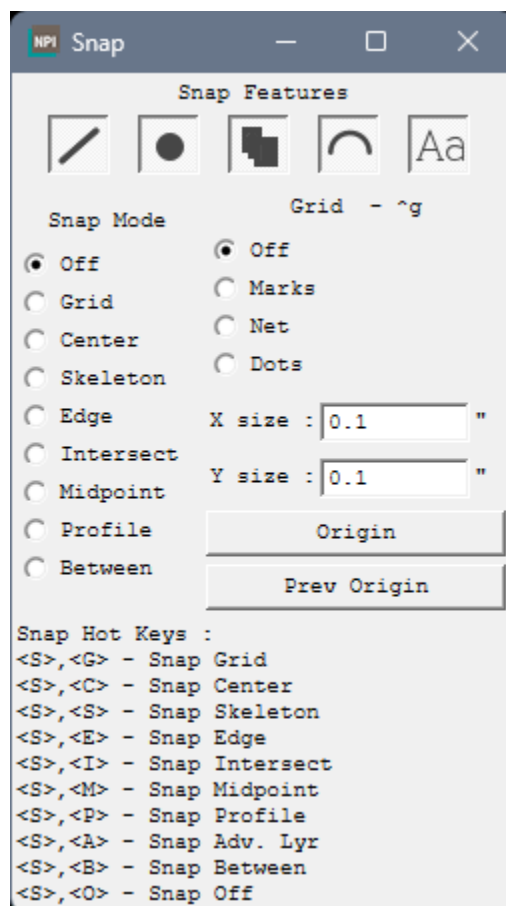 NPI Snap
Snap Features
Aa
Snap Mode
Off
Grid
Center
Skeleton
Edge
Intersect
Midpoint
Profile
Between
Grid - ^g
Off
Marks
Net
Dots
X size : 0.1 "
Y size : 0.1 "
Origin
Prev Origin
Snap Hot Keys :
<S>,<G> - Snap Grid
<S>,<C> - Snap Center
<S>,<S> - Snap Skeleton
<S>,<E> - Snap Edge
<S>,<I> - Snap Intersect
<S>,<M> - Snap Midpoint
<S>,<P> - Snap Profile
<S>,<A> - Snap Adv. Lyr
<S>,<B> - Snap Between
<S>,<O> - Snap Off